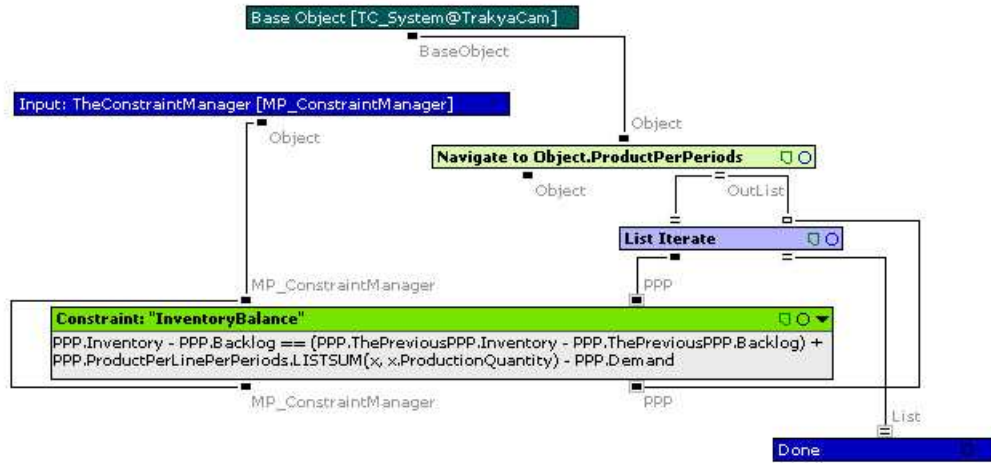 Base Object [TC_System@TrakyaCam]
BaseObject
Input: TheConstraintManager [MP_ConstraintManager]
Object
Object
Navigate to Object.ProductPerPeriods
Object
OutList
List Iterate
MP_ConstraintManager
PPP
Constraint: "InventoryBalance"
PPP.Inventory - PPP.Backlog == (PPP.ThePreviousPPP.Inventory - PPP.ThePreviousPPP.Backlog) +
PPP.ProductPerLinePerPeriods.LISTSUM(x, x.ProductionQuantity) - PPP.Demand
MP_ConstraintManager
PPP
List
Done